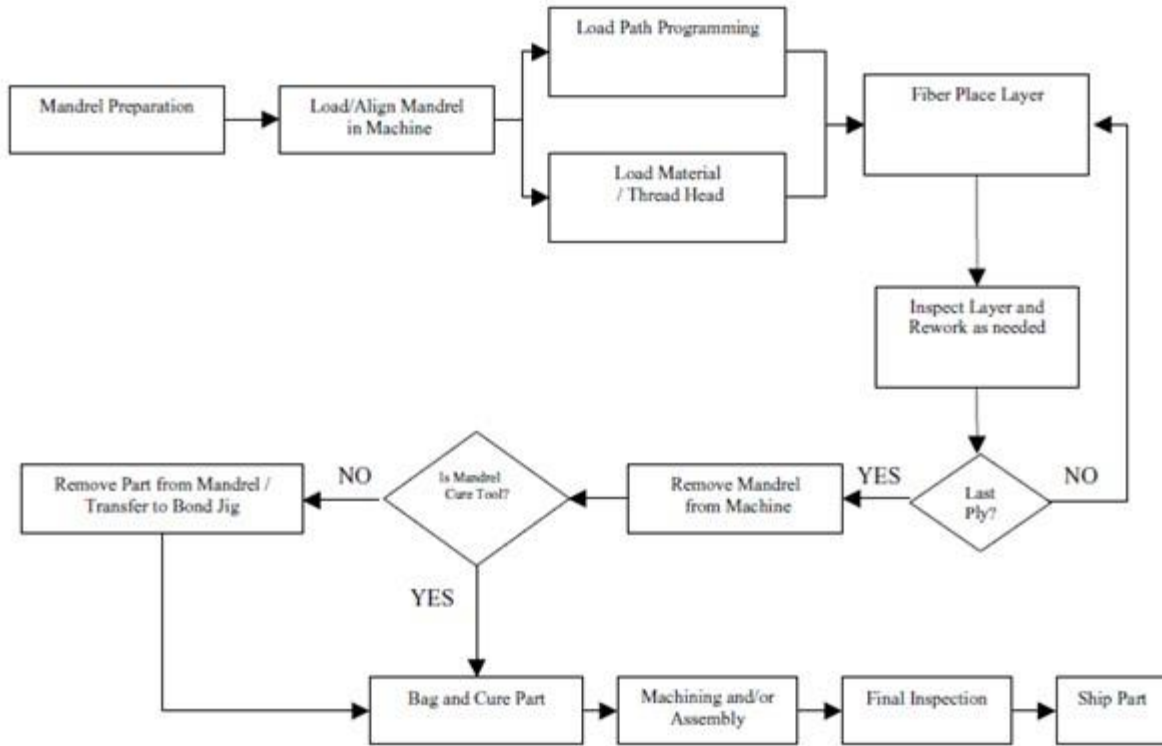 Load Path Programming
Mandrel Preparation
Load/Align Mandrel
in Machine
Fiber Place Layer
Load Material
/ Thread Head
Inspect Layer and
Rework as needed
Remove Part from Mandrel /
Transfer to Bond Jig
NO
Is Mandrel
Cure Tool?
Remove Mandrel
from Machine
YES
Last
Ply?
NO
YES
Bag and Cure Part
Machining and/or
Assembly
Final Inspection
Ship Part